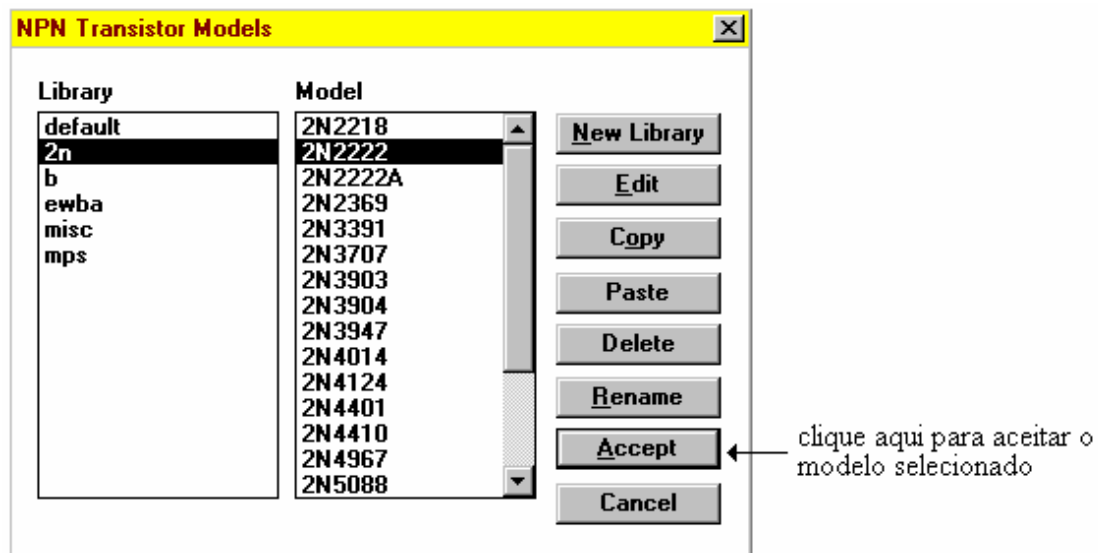 NPN Transistor Models
Library
default
2n
b
ewba
misc
mps
Model
2N2218
2N2222
2N2222A
2N2369
2N3391
2N3707
2N3903
2N3904
2N3947
2N4014
2N4124
2N4401
2N4410
2N4967
2N5088
New Library
Edit
Copy
Paste
Delete
Rename
Accept
Cancel
clique aqui para aceitar o
modelo selecionado